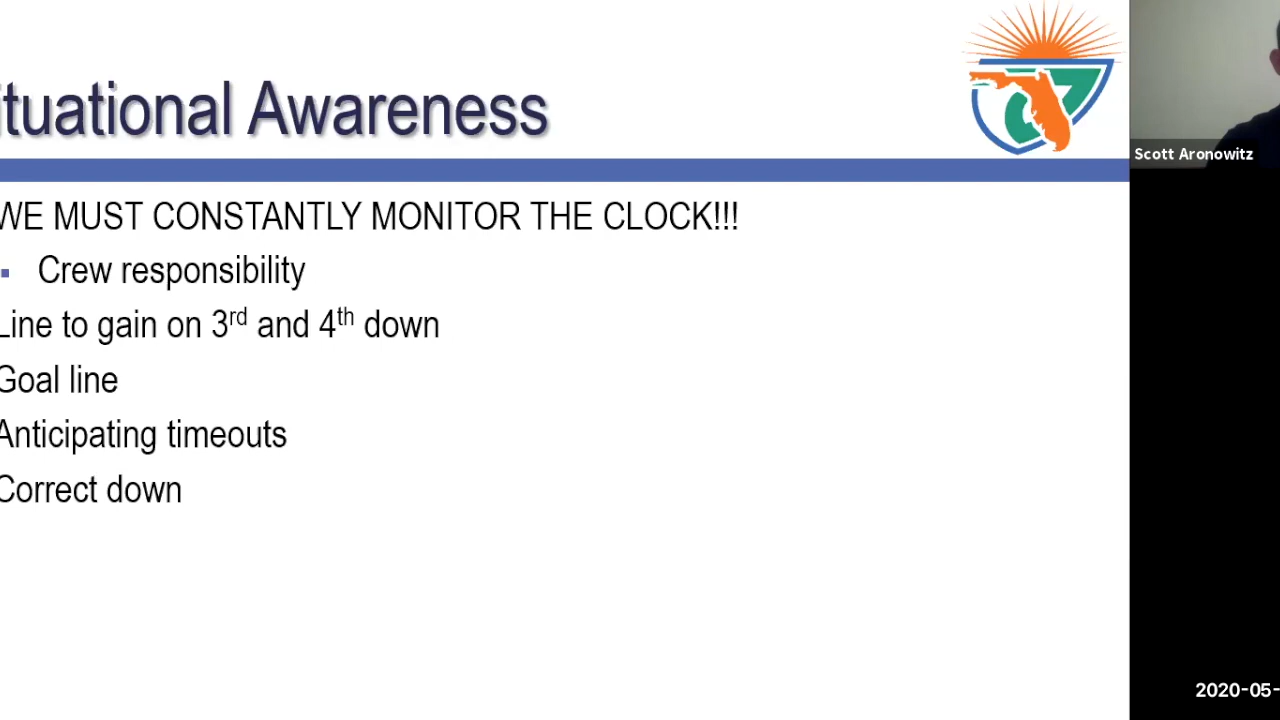 ituational Awareness
Scott Aronowitz
WE MUST CONSTANTLY MONITOR THE CLOCK!!!
Crew responsibility
Line to gain on 3rd and 4th down
Goal line
Anticipating timeouts
Correct down
2020-05-